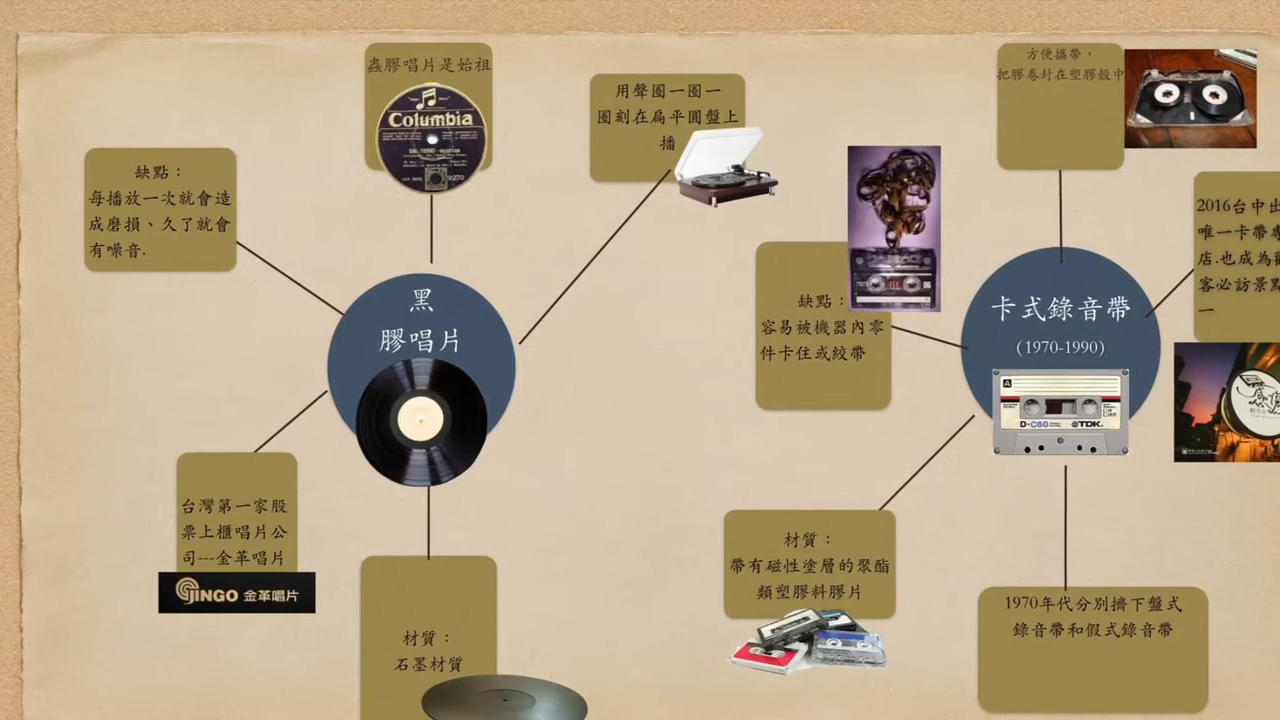 蟲膠唱片是始祖
Columbia
9270
用聲圈一圈一
圈刻在扁平圓盤上
播
缺點：
每播放一次就會造
成磨損、久了就會
有噪音.
黑
膠唱片
台灣第一家股
票上櫃唱片公
司---金革唱片
JINGO 金革唱片
材質：
石墨材質
方便攜帶，
把膠卷封在塑膠殼中
缺點：
容易被機器內零
件卡住或絞帶
卡式錄音帶
(1970-1990)
A
D-C60 TDK.
2016台中出
唯一卡帶專
店.也成為
客必訪景點
一
材質：
帶有磁性塗層的聚酯
類塑膠料膠片
1970年代分別擠下盤式
錄音帶和假式錄音帶